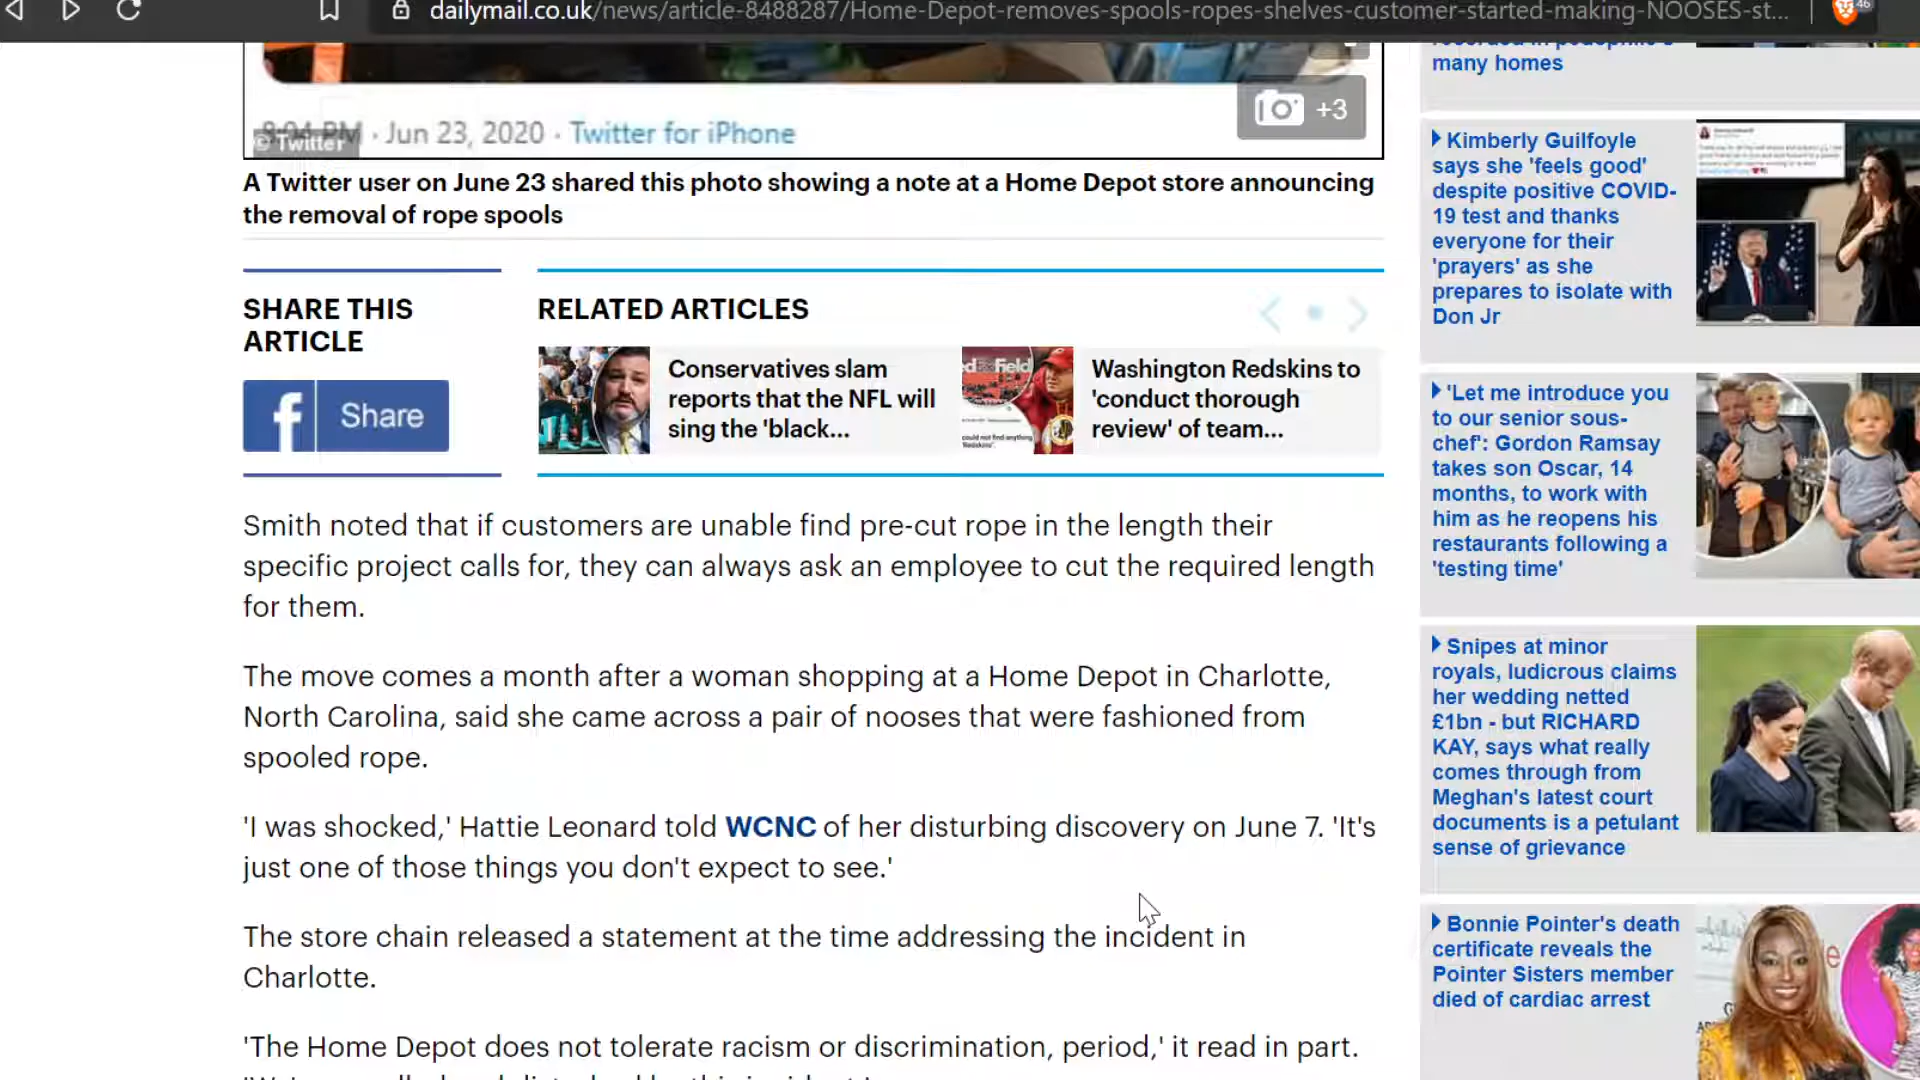 dailymail.co.uk/news/article-8488287/Home-Depot-removes-spools-ropes-shelves-customer-started-making-NOOSES-st...
46
many homes
+3
8:04 PM · Jun 23, 2020 · Twitter for iPhone
© Twitter
A Twitter user on June 23 shared this photo showing a note at a Home Depot store announcing
the removal of rope spools
SHARE THIS
ARTICLE
f Share
RELATED ARTICLES
Conservatives slam
reports that the NFL will
sing the 'black...
Washington Redskins to
'conduct thorough
review' of team...
Smith noted that if customers are unable find pre-cut rope in the length their
specific project calls for, they can always ask an employee to cut the required length
for them.
The move comes a month after a woman shopping at a Home Depot in Charlotte,
North Carolina, said she came across a pair of nooses that were fashioned from
spooled rope.
'I was shocked,' Hattie Leonard told WCNC of her disturbing discovery on June 7. 'It's
just one of those things you don't expect to see.'
The store chain released a statement at the time addressing the incident in
Charlotte.
'The Home Depot does not tolerate racism or discrimination, period,' it read in part.
Kimberly Guilfoyle
says she 'feels good'
despite positive COVID-
19 test and thanks
everyone for their
'prayers' as she
prepares to isolate with
Don Jr
'Let me introduce you
to our senior sous-
chef': Gordon Ramsay
takes son Oscar, 14
months, to work with
him as he reopens his
restaurants following a
'testing time'
Snipes at minor
royals, ludicrous claims
her wedding netted
£1bn - but RICHARD
KAY, says what really
comes through from
Meghan's latest court
documents is a petulant
sense of grievance
Bonnie Pointer's death
certificate reveals the
Pointer Sisters member
died of cardiac arrest